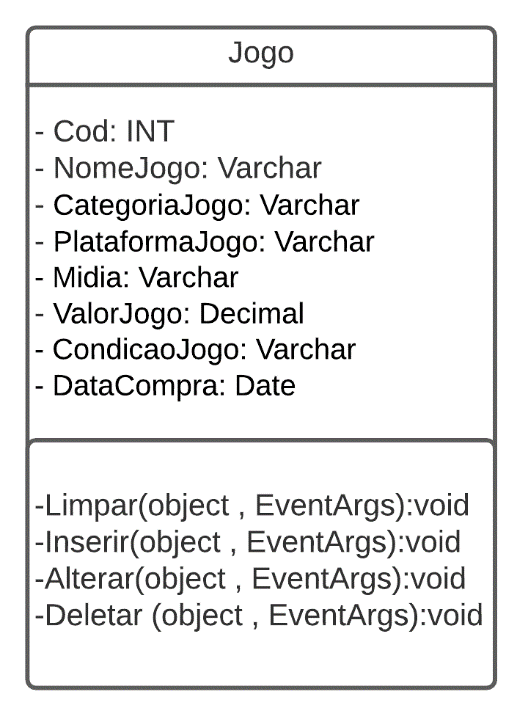 Jogo
- Cod: INT
- NomeJogo: Varchar
- CategoriaJogo: Varchar
- PlataformaJogo: Varchar
- Midia: Varchar
- ValorJogo: Decimal
- CondicaoJogo: Varchar
- DataCompra: Date
-Limpar(object , EventArgs):void
-Inserir(object , EventArgs):void
-Alterar(object , EventArgs):void
-Deletar (object , EventArgs):void